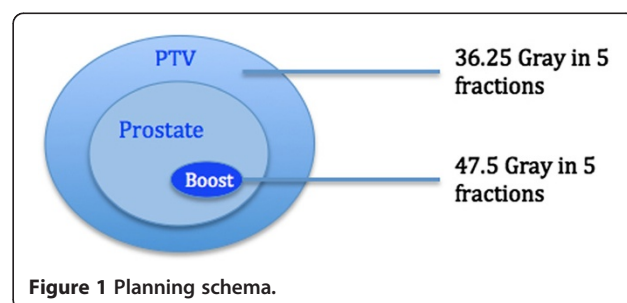 PTV
36.25 Gray in 5
fractions
Prostate
Boost
47.5 Gray in 5
fractions
Figure 1 Planning schema.